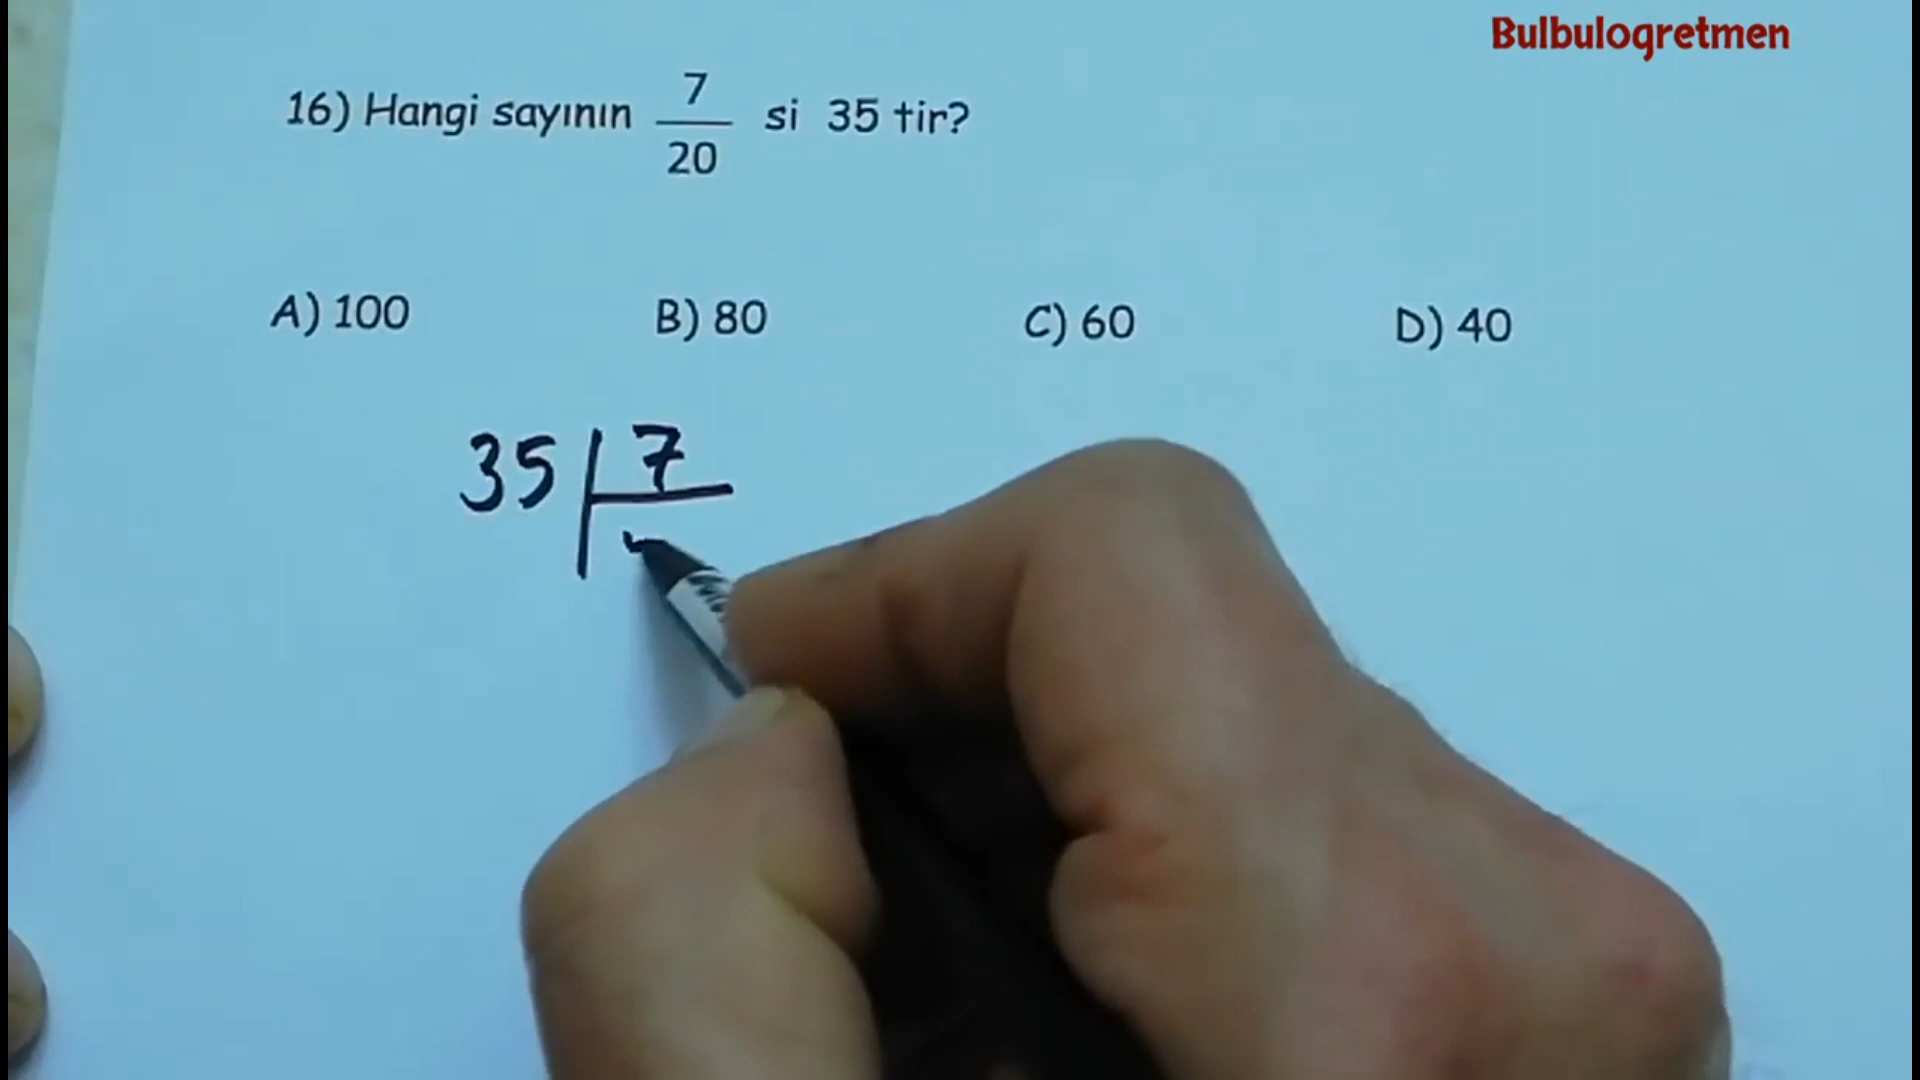 Bulbulogretmen
16) Hangi sayının 7/20 si 35 tir?
A) 100 B) 80 C) 60 D) 40
35 | 7